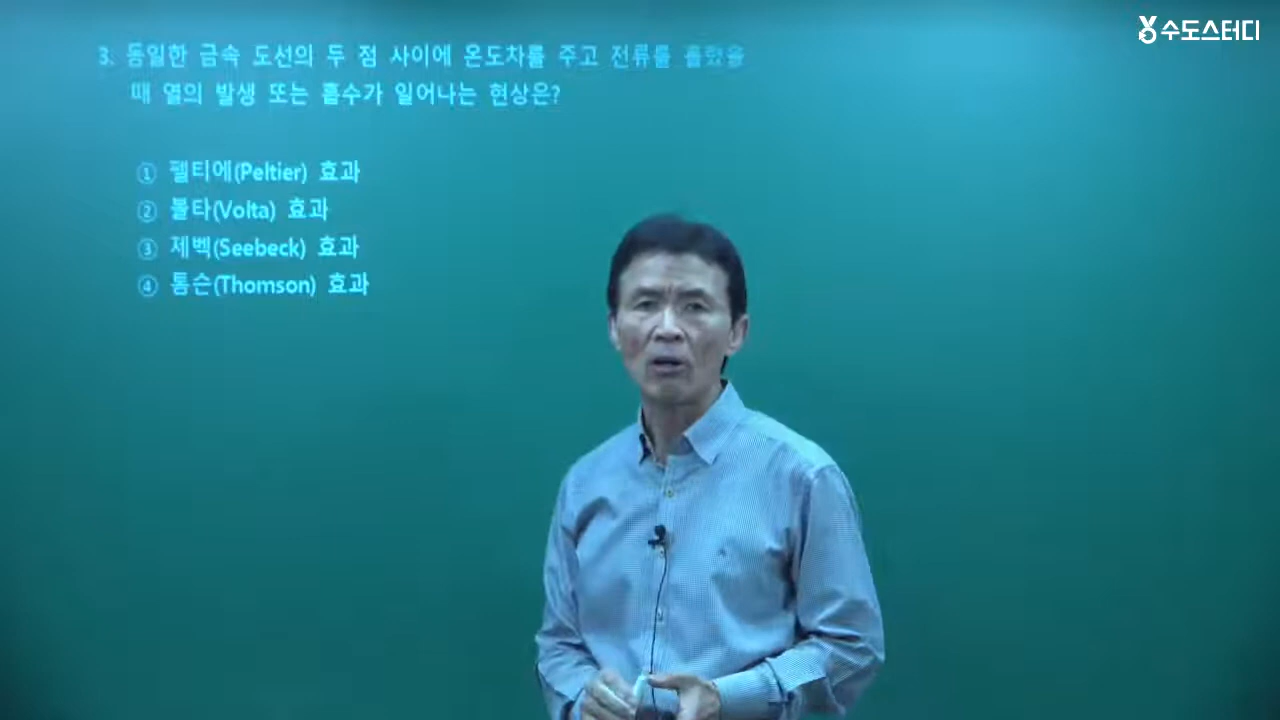 수도스터디
3. 동일한 금속 도선의 두 점 사이에 온도차를 주고 전류를 흘렸을
때 열의 발생 또는 흡수가 일어나는 현상은?
① 펠티에(Peltier) 효과
② 볼타(Volta) 효과
③ 제벡(Seebeck) 효과
④ 톰슨(Thomson) 효과